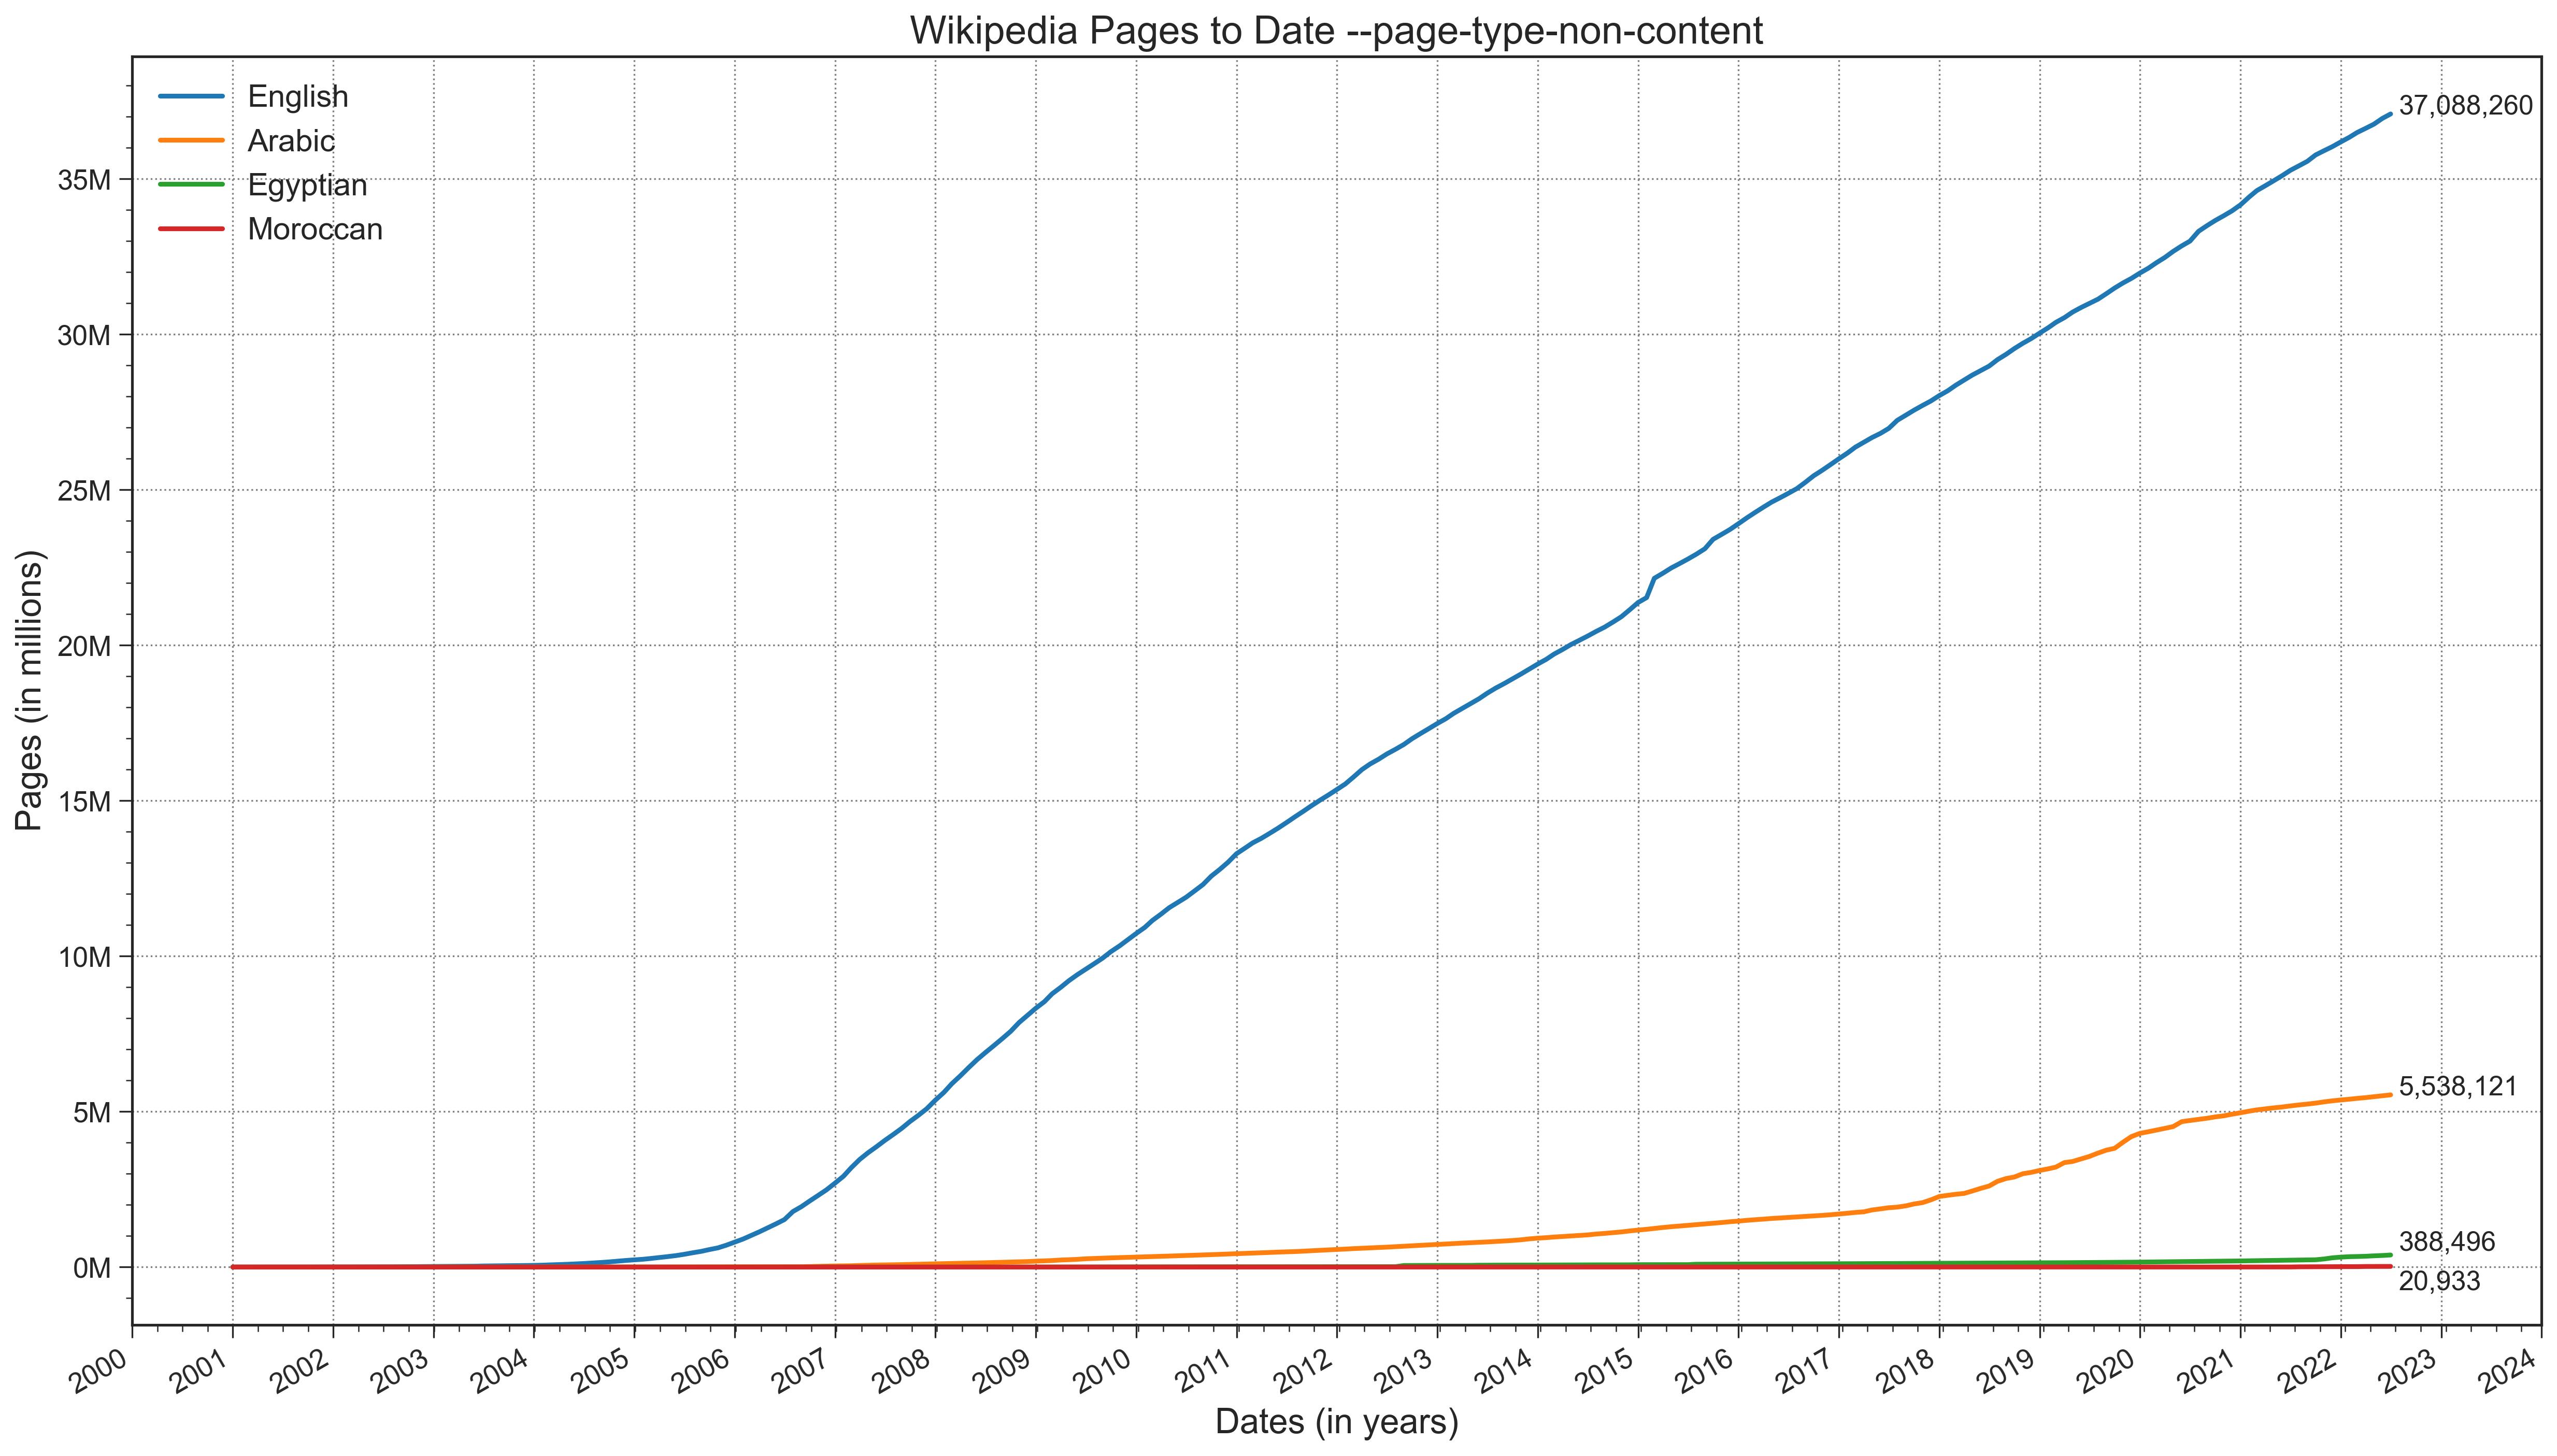 Wikipedia Pages to Date --page-type-non-content
English
Arabic
Egyptian
Moroccan
37,088,260
5,538,121
388,496
20,933
Pages (in millions)
35M
30M
25M
20M
15M
10M
5M
0M
2000 2001 2002 2003 2004 2005 2006 2007 2008 2009 2010 2011 2012 2013 2014 2015 2016 2017 2018 2019 2020 2021 2022 2023 2024
Dates (in years)